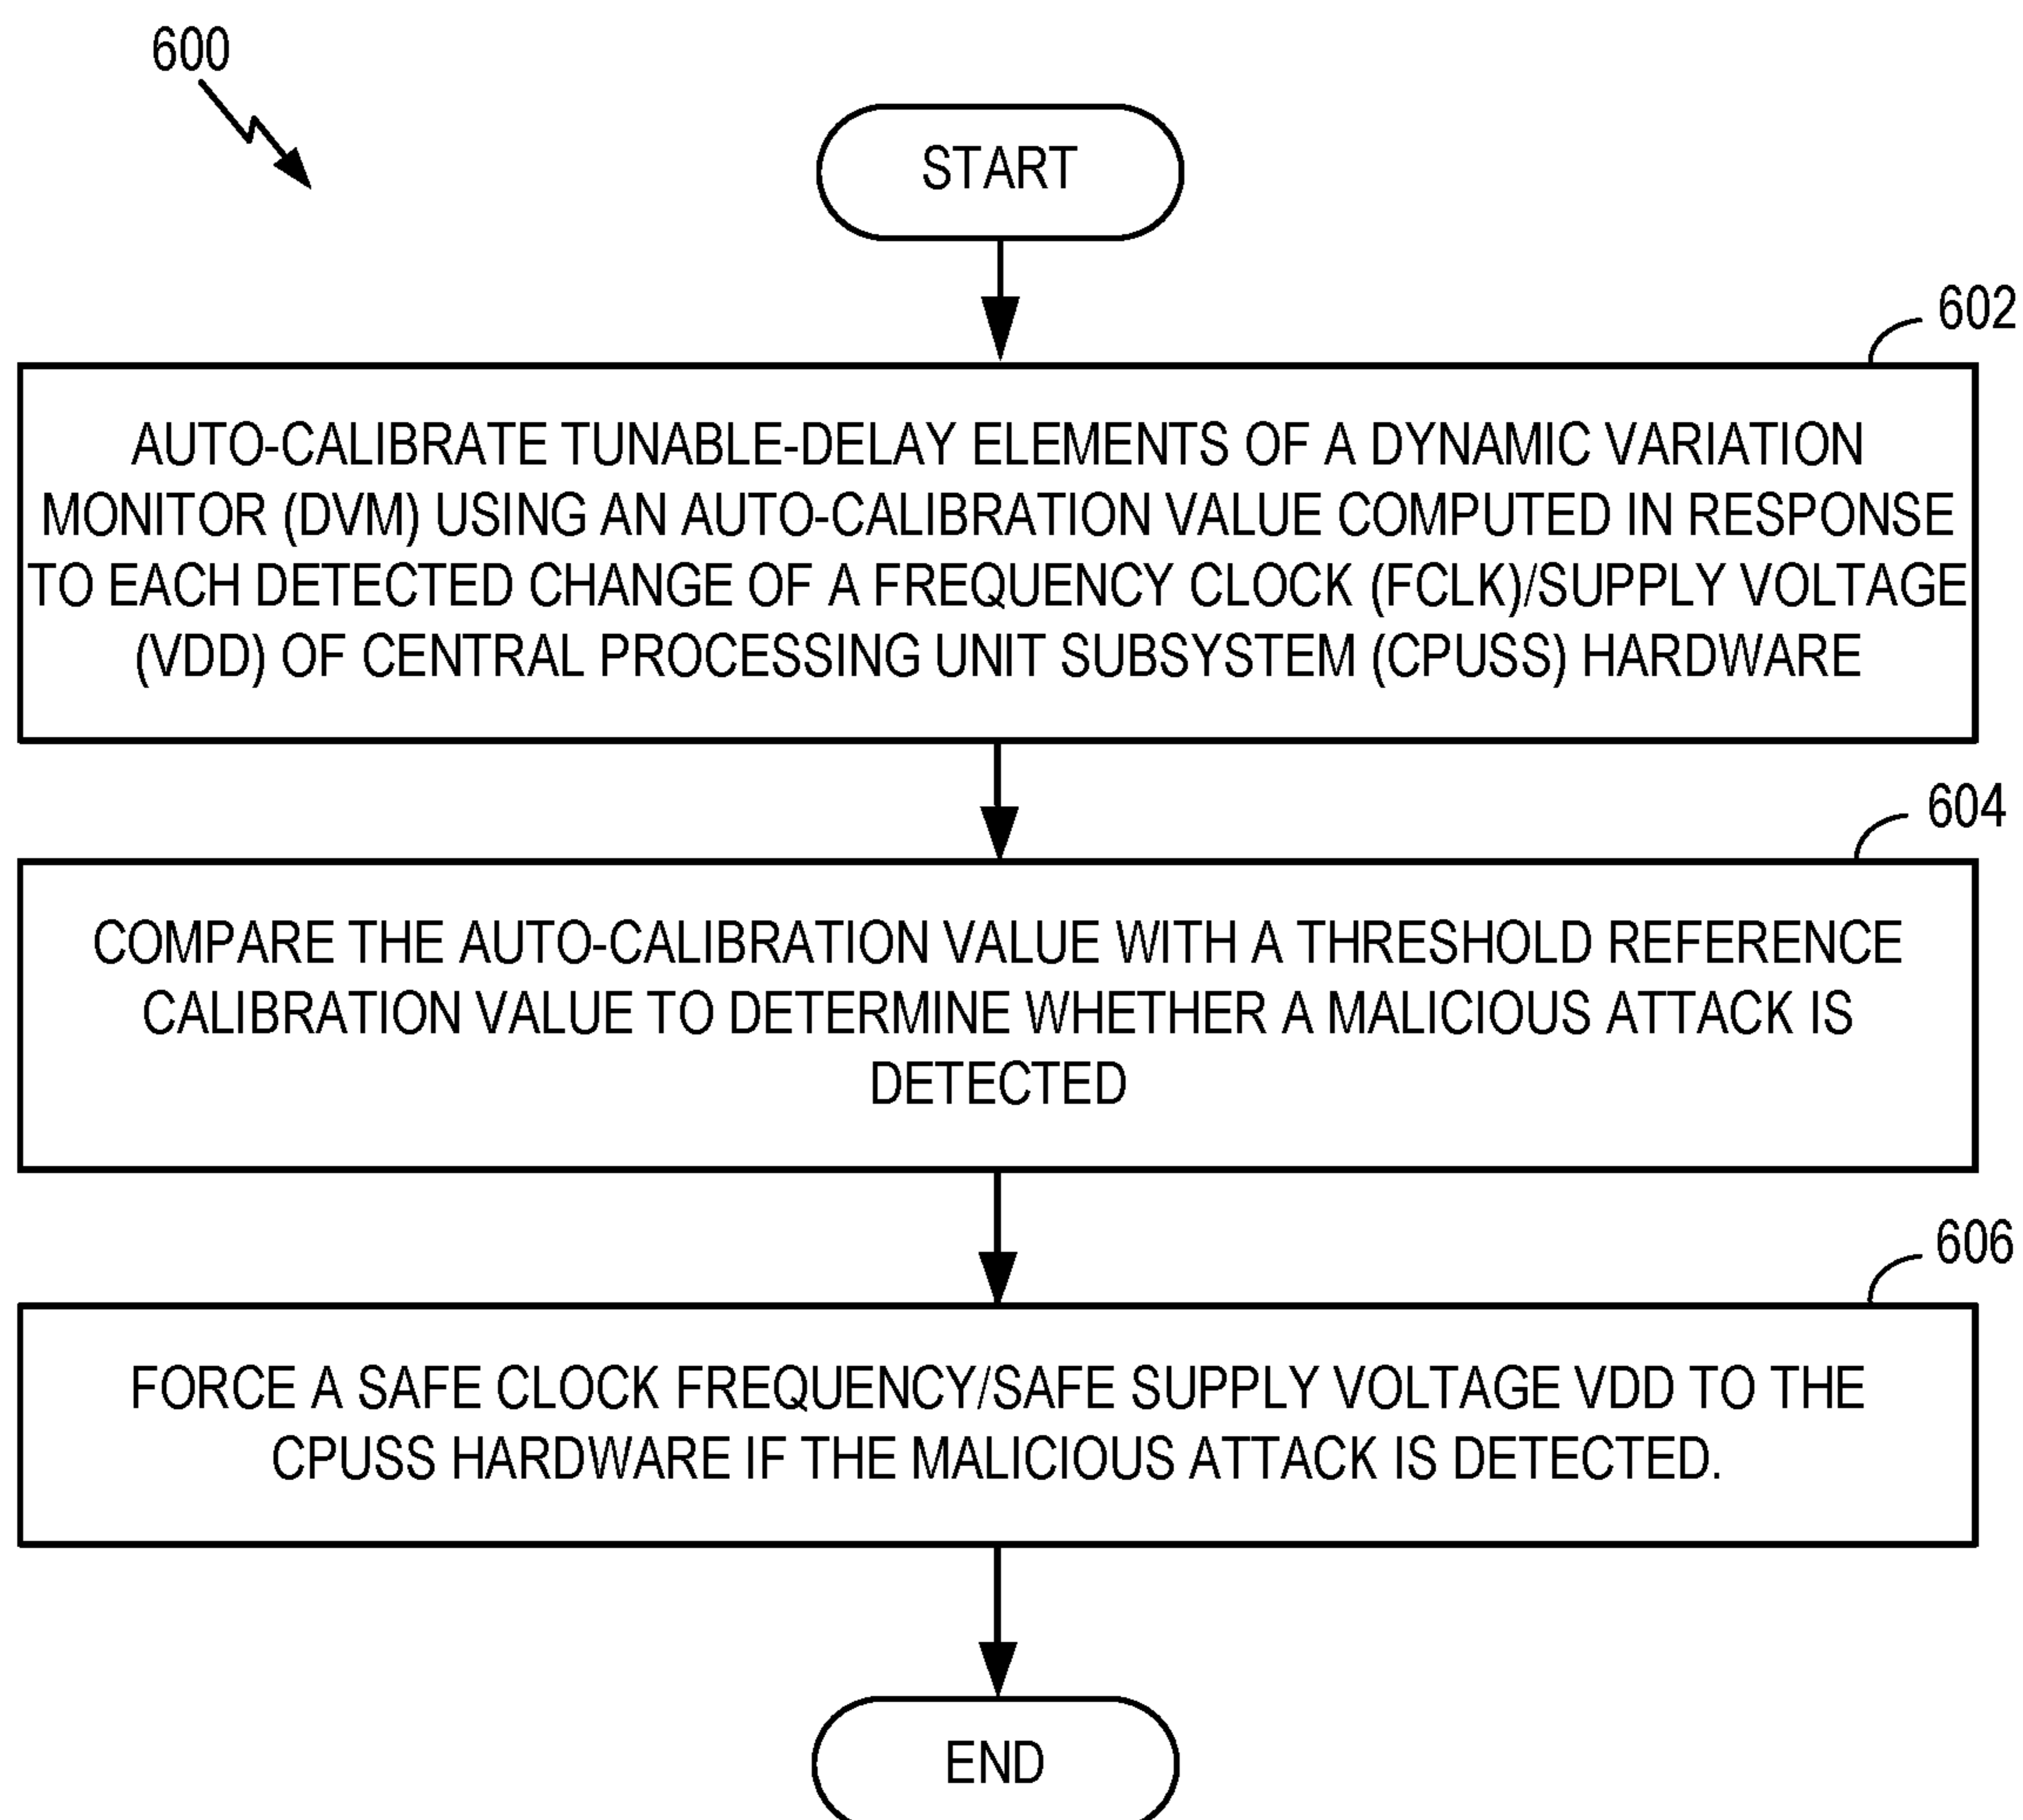 600
START
602
AUTO-CALIBRATE TUNABLE-DELAY ELEMENTS OF A DYNAMIC VARIATION
MONITOR (DVM) USING AN AUTO-CALIBRATION VALUE COMPUTED IN RESPONSE
TO EACH DETECTED CHANGE OF A FREQUENCY CLOCK (FCLK)/SUPPLY VOLTAGE
(VDD) OF CENTRAL PROCESSING UNIT SUBSYSTEM (CPUSS) HARDWARE
604
COMPARE THE AUTO-CALIBRATION VALUE WITH A THRESHOLD REFERENCE
CALIBRATION VALUE TO DETERMINE WHETHER A MALICIOUS ATTACK IS
DETECTED
606
FORCE A SAFE CLOCK FREQUENCY/SAFE SUPPLY VOLTAGE VDD TO THE
CPUSS HARDWARE IF THE MALICIOUS ATTACK IS DETECTED.
END